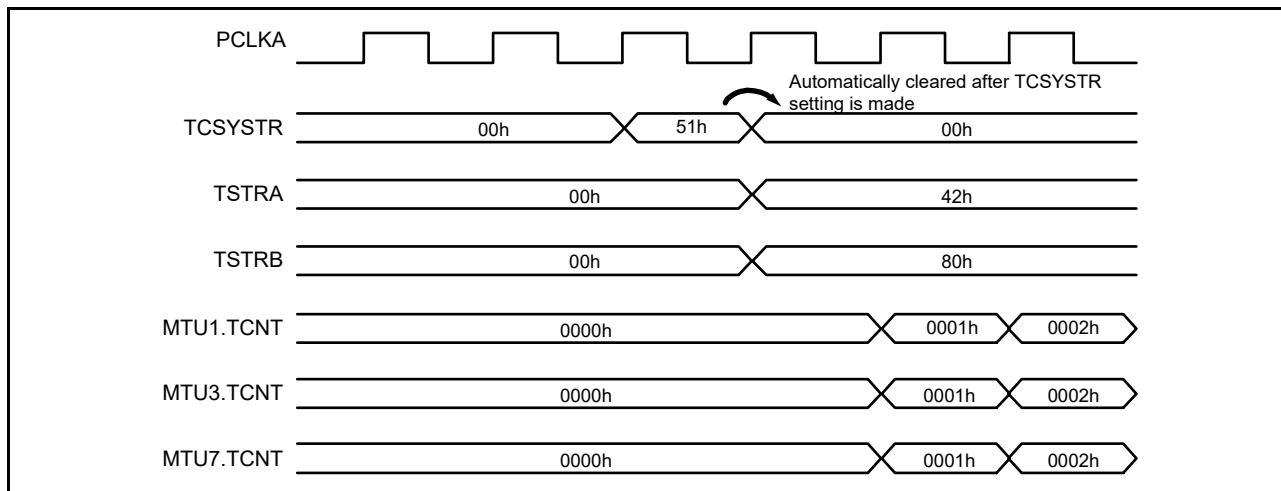 PCLKA
Automatically cleared after TCSYSTR
setting is made
TCSYSTR 00h 51h 00h
TSTRA 00h 42h
TSTRB 00h 80h
MTU1.TCNT 0000h 0001h 0002h
MTU3.TCNT 0000h 0001h 0002h
MTU7.TCNT 0000h 0001h 0002h